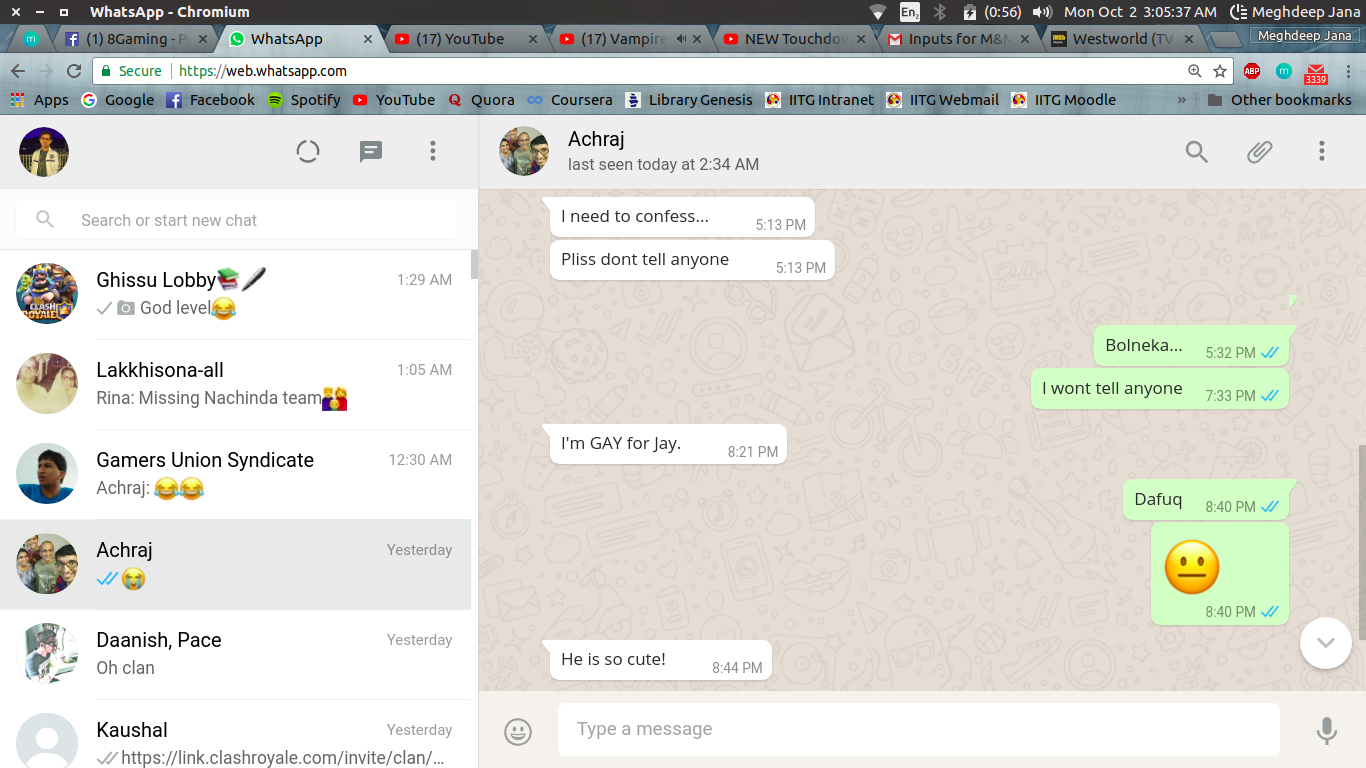 WhatsApp - Chromium
En2
(0:56)
Mon Oct 2 3:05:37 AM
Meghdeep Jana
m
(1) 8Gaming - P
WhatsApp
(17) YouTube
(17) Vampire
NEW Touchdow
Inputs for M&M
Westworld (TV
Meghdeep Jana
Secure
https://web.whatsapp.com
ABP
m
3339
Apps
Google
Facebook
Spotify
YouTube
Quora
Coursera
Library Genesis
IITG Intranet
IITG Webmail
IITG Moodle
»
Other bookmarks
Search or start new chat
Ghissu Lobby📚🖋
1:29 AM
God level😂
Lakkhisona-all
1:05 AM
Rina: Missing Nachinda team👨‍👩‍👦
Gamers Union Syndicate
12:30 AM
Achraj: 😂😂
Achraj
Yesterday
😭
Daanish, Pace
Yesterday
Oh clan
Kaushal
Yesterday
https://link.clashroyale.com/invite/clan/…
Achraj
last seen today at 2:34 AM
I need to confess...
5:13 PM
Pliss dont tell anyone
5:13 PM
Bolneka...
5:32 PM
I wont tell anyone
7:33 PM
I'm GAY for Jay.
8:21 PM
Dafuq
8:40 PM
😐
8:40 PM
He is so cute!
8:44 PM
Type a message